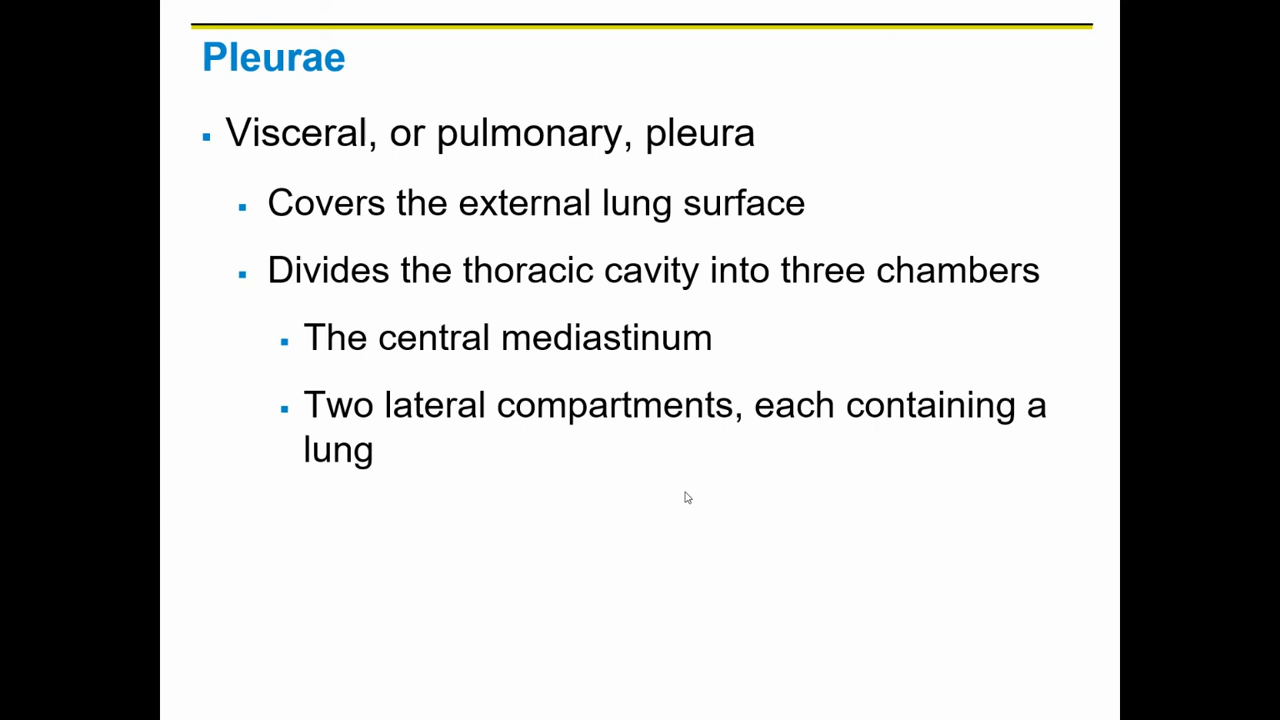 Pleurae
Visceral, or pulmonary, pleura
Covers the external lung surface
Divides the thoracic cavity into three chambers
The central mediastinum
Two lateral compartments, each containing a
lung